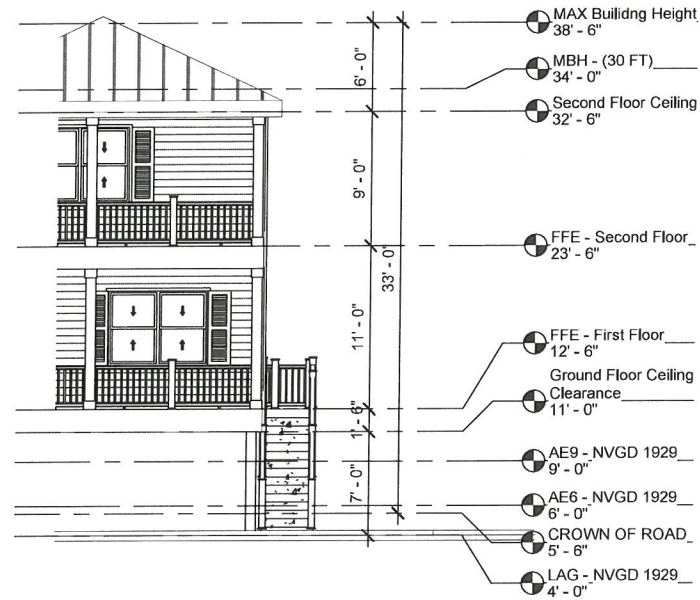 MAX Builidng Height
38' - 6"
MBH - (30 FT)
34' - 0"
Second Floor Ceiling
32' - 6"
FFE - Second Floor
23' - 6"
FFE - First Floor
12' - 6"
Ground Floor Ceiling
Clearance
11' - 0"
AE9 - NVGD 1929
9' - 0"
AE6 - NVGD 1929
6' - 0"
CROWN OF ROAD
5' - 6"
LAG - NVGD 1929
4' - 0"
6' - 0"
9' - 0"
33' - 0"
11' - 0"
1' - 6"
7' - 0"